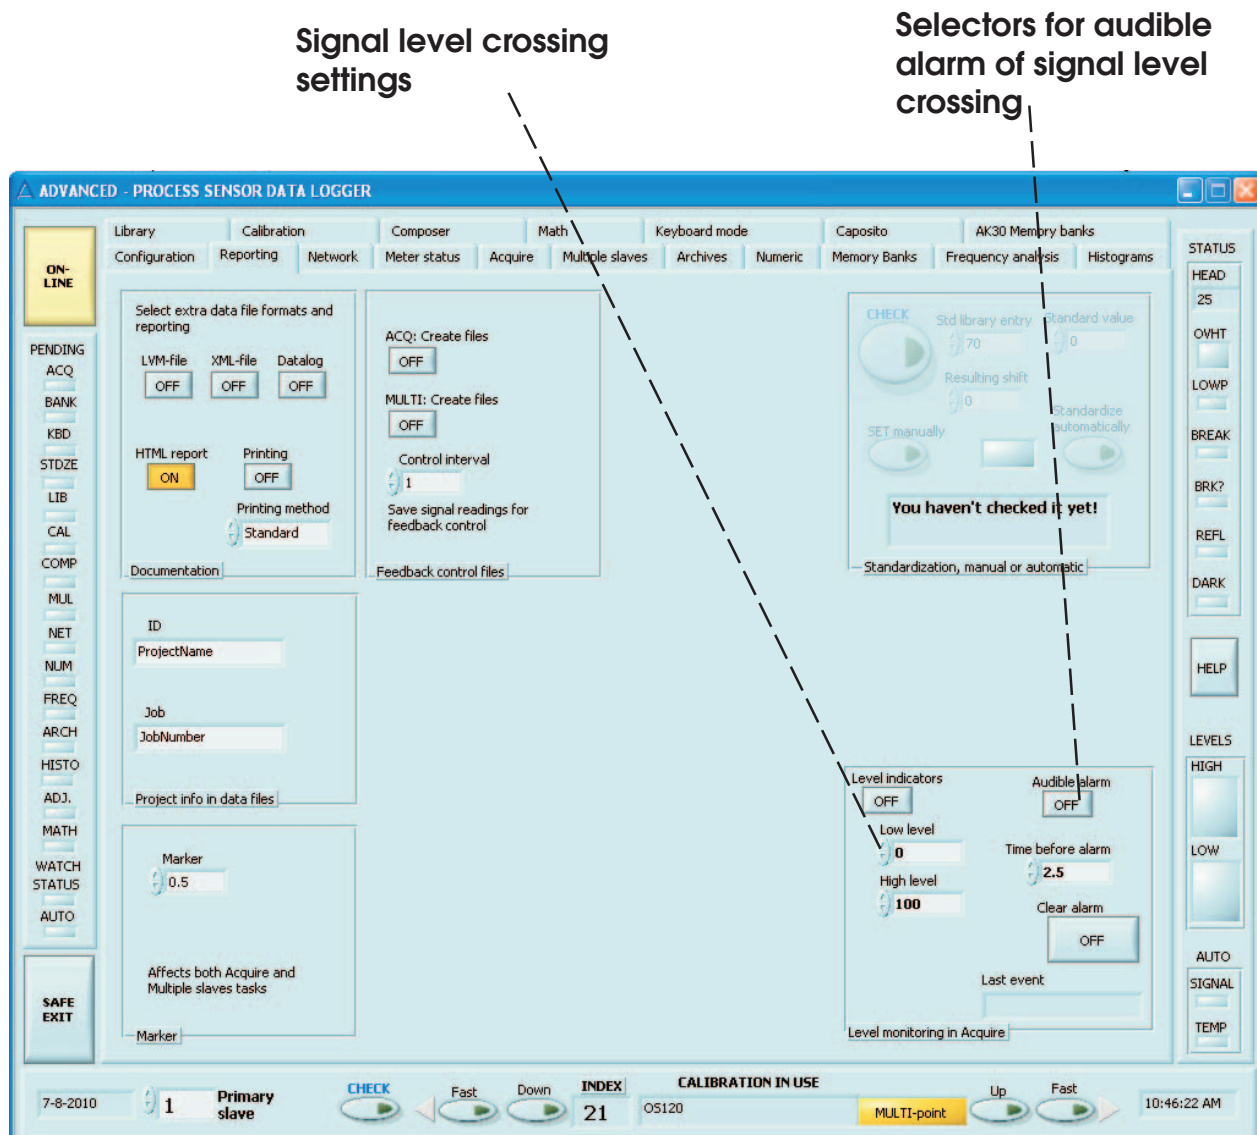 Signal level crossing
settings
Selectors for audible
alarm of signal level
crossing
ADVANCED - PROCESS SENSOR DATA LOGGER
Library Calibration Composer Math Keyboard mode Caposito AK30 Memory banks
Configuration Reporting Network Meter status Acquire Multiple slaves Archives Numeric Memory Banks Frequency analysis Histograms
ON-
LINE
PENDING
ACQ
BANK
KBD
STDZE
LIB
CAL
COMP
MUL
NET
NUM
FREQ
ARCH
HISTO
ADJ.
MATH
WATCH
STATUS
AUTO
SAFE
EXIT
Select extra data file formats and
reporting
LVM-file XML-file Datalog
OFF OFF OFF
HTML report Printing
ON OFF
Printing method
Standard
Documentation
ACQ: Create files
OFF
MULTI: Create files
OFF
Control interval
1
Save signal readings for
feedback control
Feedback control files
CHECK
Std library entry Standard value
70 0
Resulting shift
0
SET manually
Standardize
automatically
You haven't checked it yet!
Standardization, manual or automatic
ID
ProjectName
Job
JobNumber
Project info in data files
Marker
0.5
Affects both Acquire and
Multiple slaves tasks
Marker
Level indicators
OFF
Low level
0
High level
100
Audible alarm
OFF
Time before alarm
2.5
Clear alarm
OFF
Last event
Level monitoring in Acquire
STATUS
HEAD
25
OVHT
LOWP
BREAK
BRK?
REFL
DARK
HELP
LEVELS
HIGH
LOW
AUTO
SIGNAL
TEMP
7-8-2010
1
Primary
slave
CHECK
Fast
Down
INDEX
21
CALIBRATION IN USE
OS120
MULTI-point
Up
Fast
10:46:22 AM